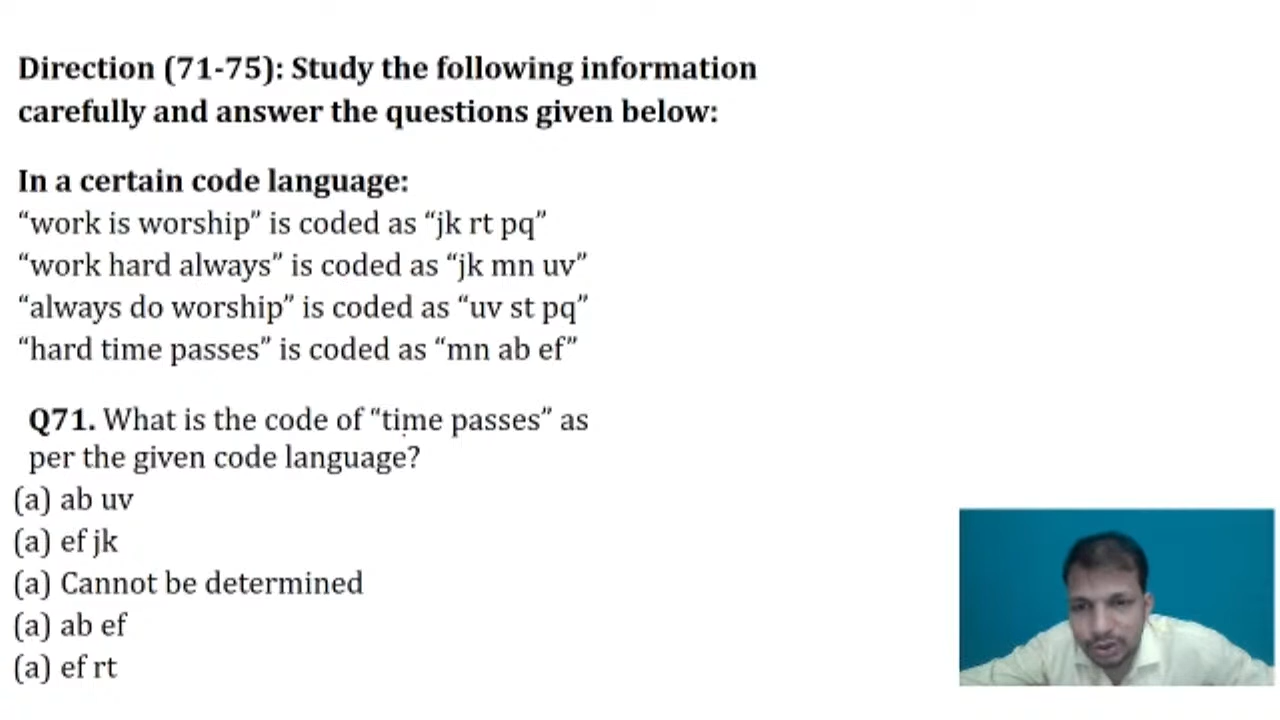 Direction (71-75): Study the following information
carefully and answer the questions given below:
In a certain code language:
“work is worship” is coded as “jk rt pq”
“work hard always” is coded as “jk mn uv”
“always do worship” is coded as “uv st pq”
“hard time passes” is coded as “mn ab ef”
Q71. What is the code of “time passes” as
per the given code language?
(a) ab uv
(a) ef jk
(a) Cannot be determined
(a) ab ef
(a) ef rt